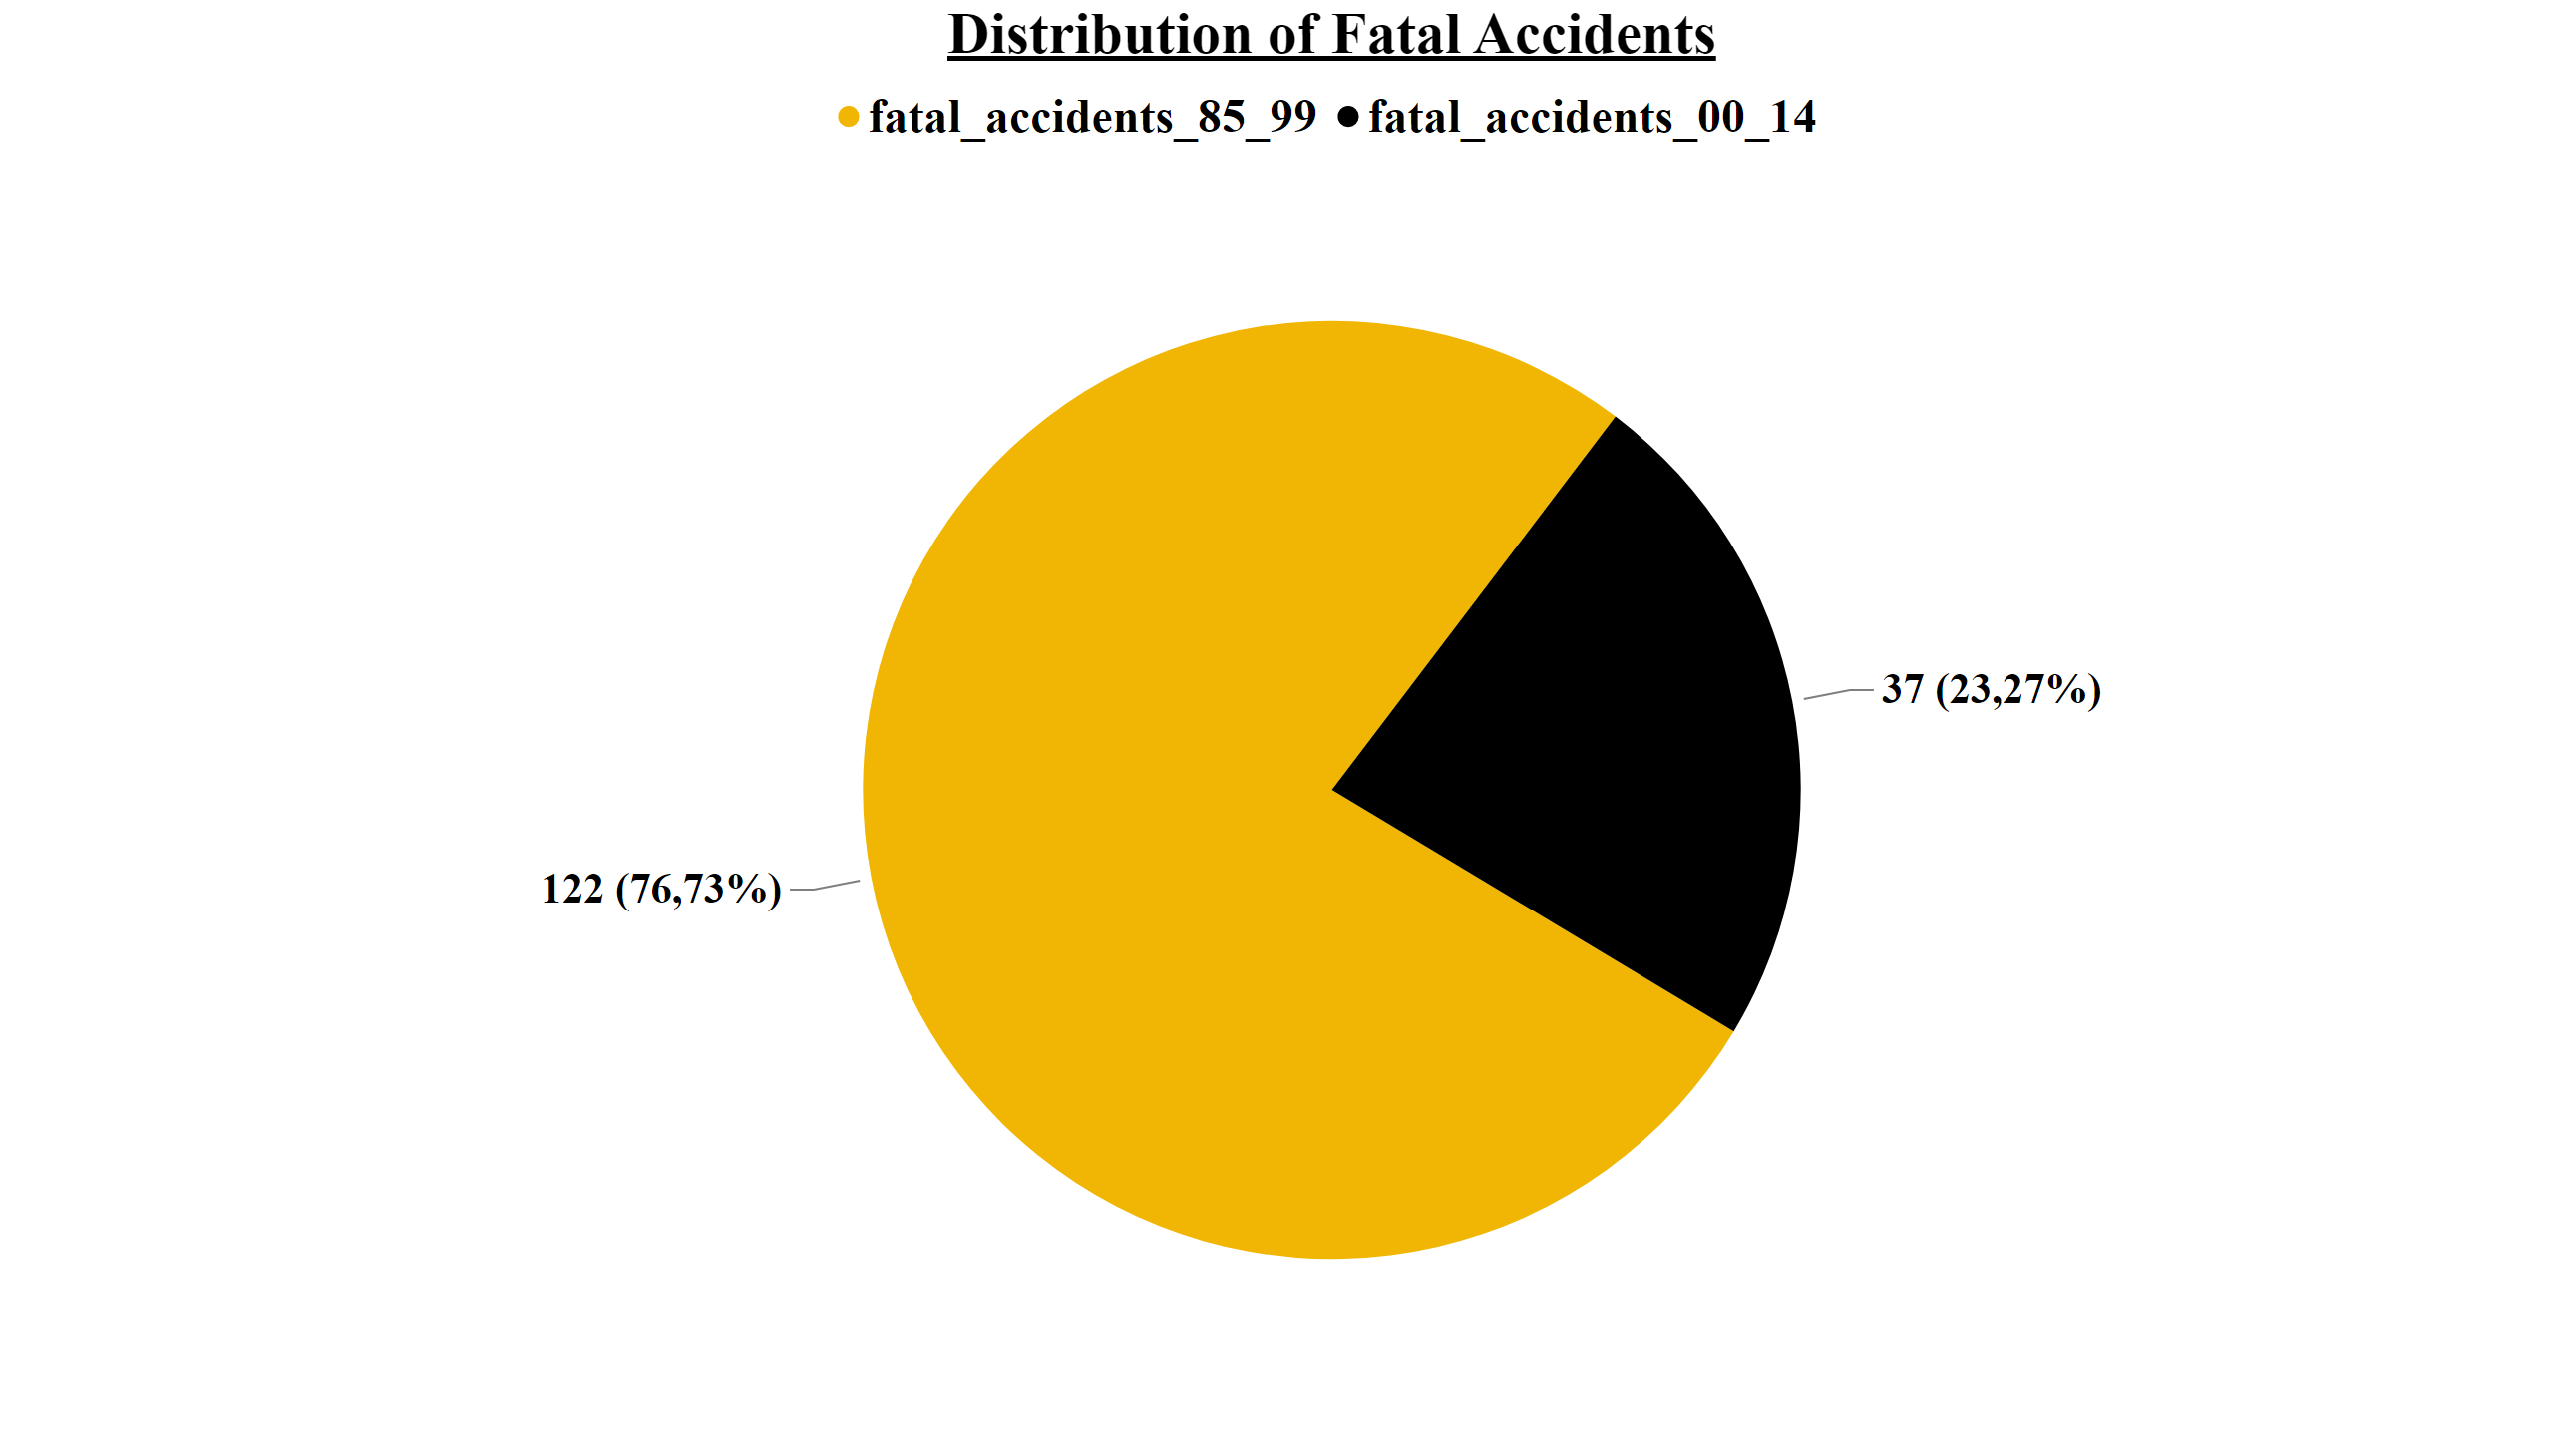 Distribution of Fatal Accidents
fatal_accidents_85_99 fatal_accidents_00_14
37 (23,27%)
122 (76,73%)